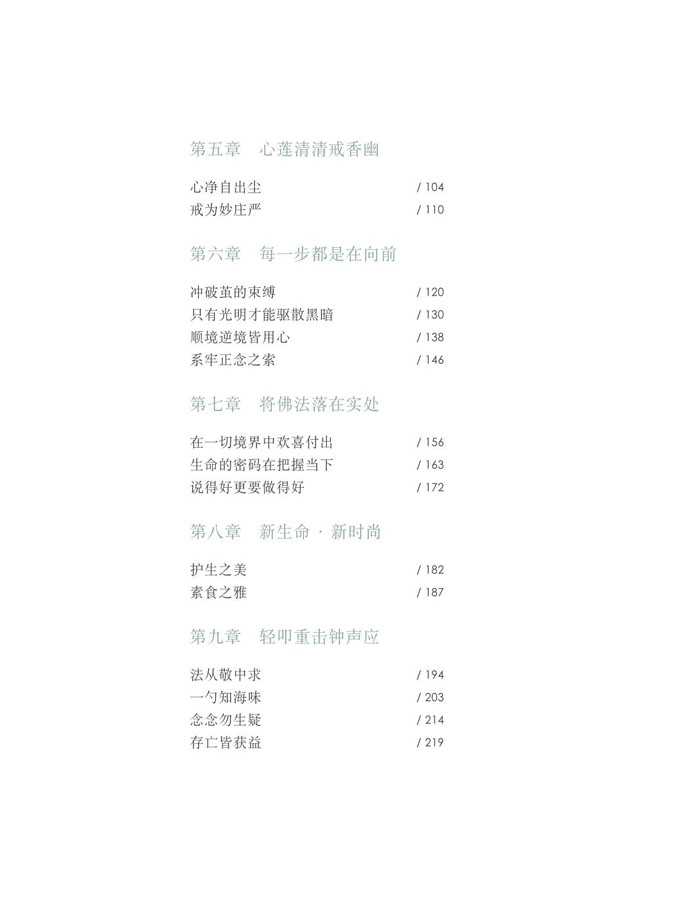 第五章　心莲清清戒香幽
心净自出尘 / 104
戒为妙庄严 / 110
第六章　每一步都是在向前
冲破茧的束缚 / 120
只有光明才能驱散黑暗 / 130
顺境逆境皆用心 / 138
系牢正念之索 / 146
第七章　将佛法落在实处
在一切境界中欢喜付出 / 156
生命的密码在把握当下 / 163
说得好更要做得好 / 172
第八章　新生命 · 新时尚
护生之美 / 182
素食之雅 / 187
第九章　轻叩重击钟声应
法从敬中求 / 194
一勺知海味 / 203
念念勿生疑 / 214
存亡皆获益 / 219